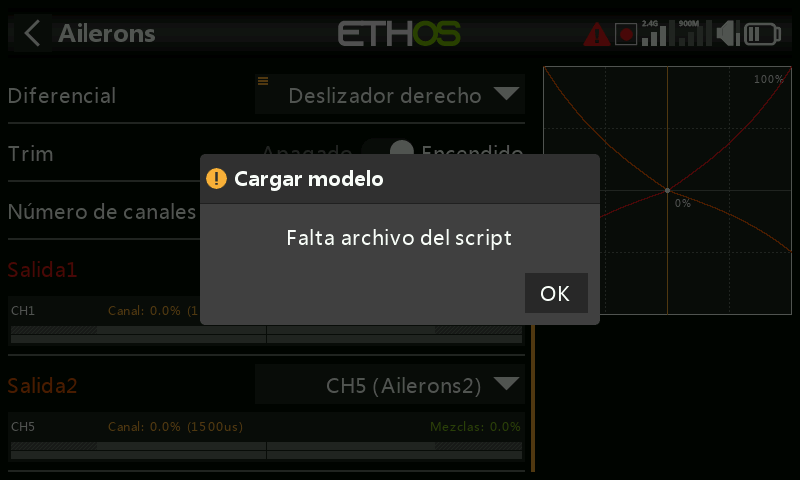 Ailerons
ETHOS
2.4G
900M
Diferencial
Deslizador derecho
100%
Trim
Apagado
Encendido
Cargar modelo
Número de canales
0%
Falta archivo del script
Salida1
OK
CH1
Canal: 0.0% (1
Salida2
CH5 (Ailerons2)
CH5
Canal: 0.0% (1500us)
Mezclas: 0.0%